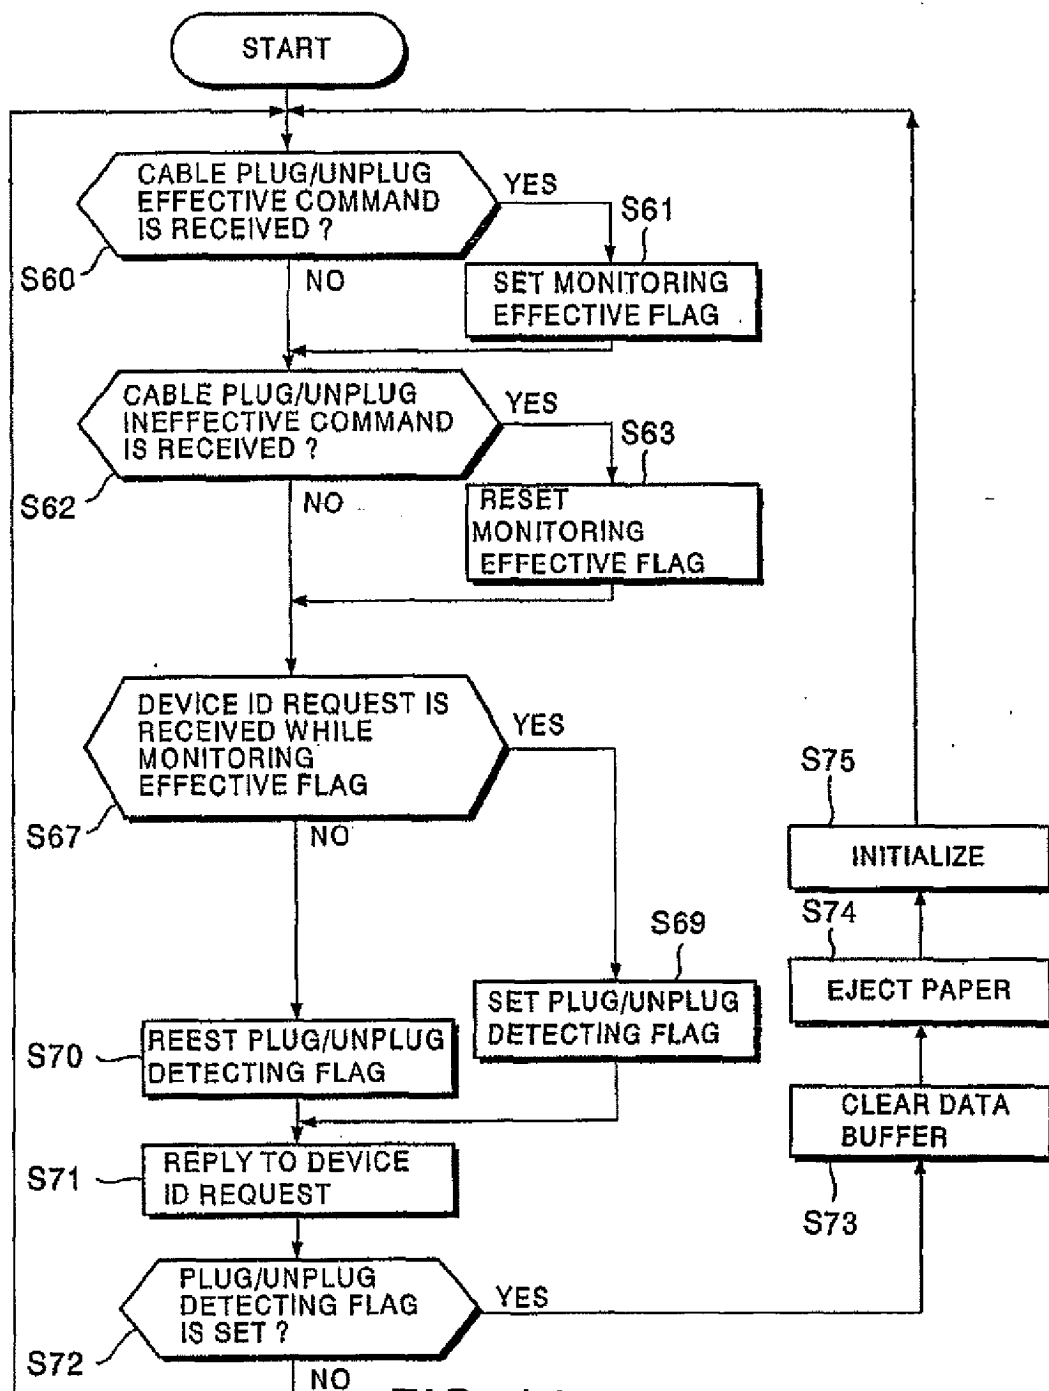 START
CABLE PLUG/UNPLUG
EFFECTIVE COMMAND
IS RECEIVED ?
YES
S61
S60
NO
SET MONITORING
EFFECTIVE FLAG
CABLE PLUG/UNPLUG
INEFFECTIVE COMMAND
IS RECEIVED ?
YES
S63
S62
NO
RESET
MONITORING
EFFECTIVE FLAG
DEVICE ID REQUEST IS
RECEIVED WHILE
MONITORING
EFFECTIVE FLAG
YES
S67
NO
S69
SET PLUG/UNPLUG
DETECTING FLAG
S70
REEST PLUG/UNPLUG
DETECTING FLAG
S71
REPLY TO DEVICE
ID REQUEST
PLUG/UNPLUG
DETECTING FLAG
IS SET ?
YES
S72
NO
S75
INITIALIZE
S74
EJECT PAPER
CLEAR DATA
BUFFER
S73